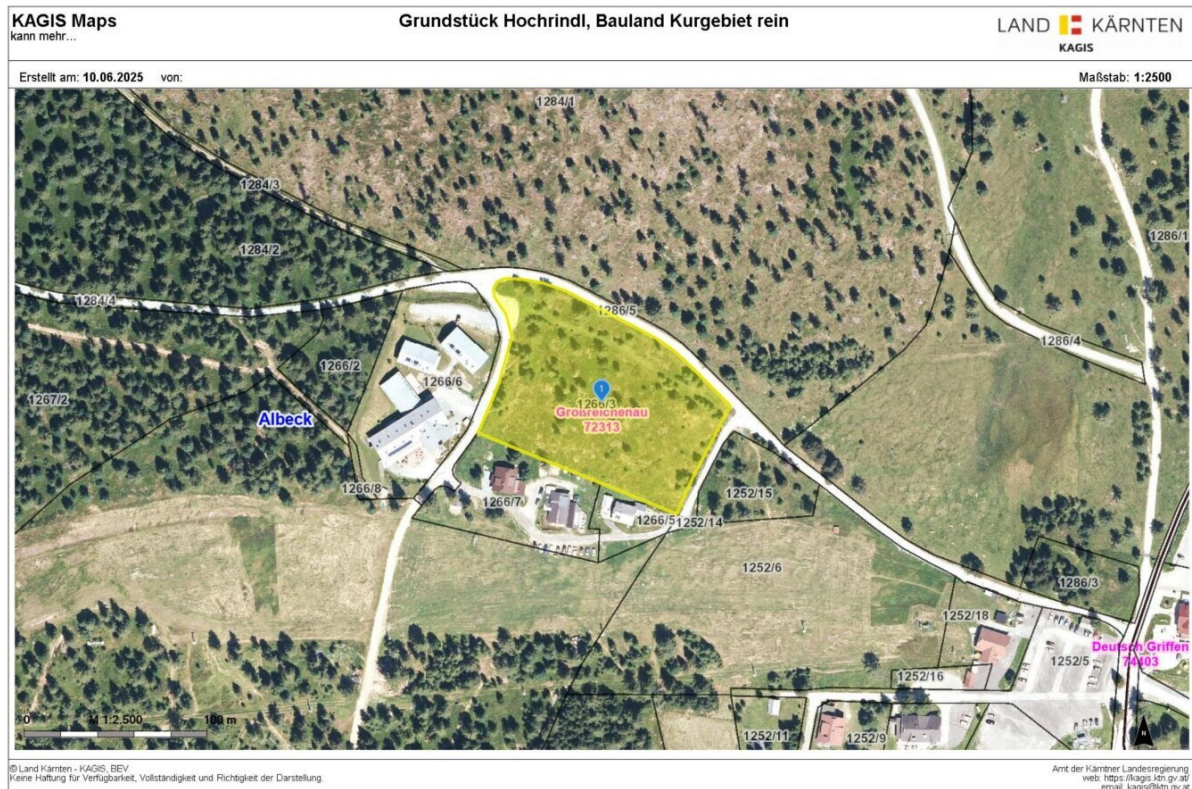 KAGIS Maps
kann mehr...
Grundstück Hochrindl, Bauland Kurgebiet rein
LAND KÄRNTEN
KAGIS
Erstellt am: 10.06.2025 von:
Maßstab: 1:2500
1284/1
1284/3
1284/2
1286/1
1284/4
1286/5
1286/4
1266/2
1266/6
1267/2
1
1266/3
Großreichenau
72313
Albeck
1266/8
1266/7
1252/15
1266/5
1252/14
1252/6
1286/3
1252/18
Deutsch Griffen
74403
1252/5
1252/16
0 M 1:2.500 100 m
1252/11
1252/9
N
© Land Kärnten - KAGIS, BEV
Keine Haftung für Verfügbarkeit, Vollständigkeit und Richtigkeit der Darstellung.
Amt der Kärntner Landesregierung
web: https://kagis.ktn.gv.at/
email: kagis@ktn.gv.at